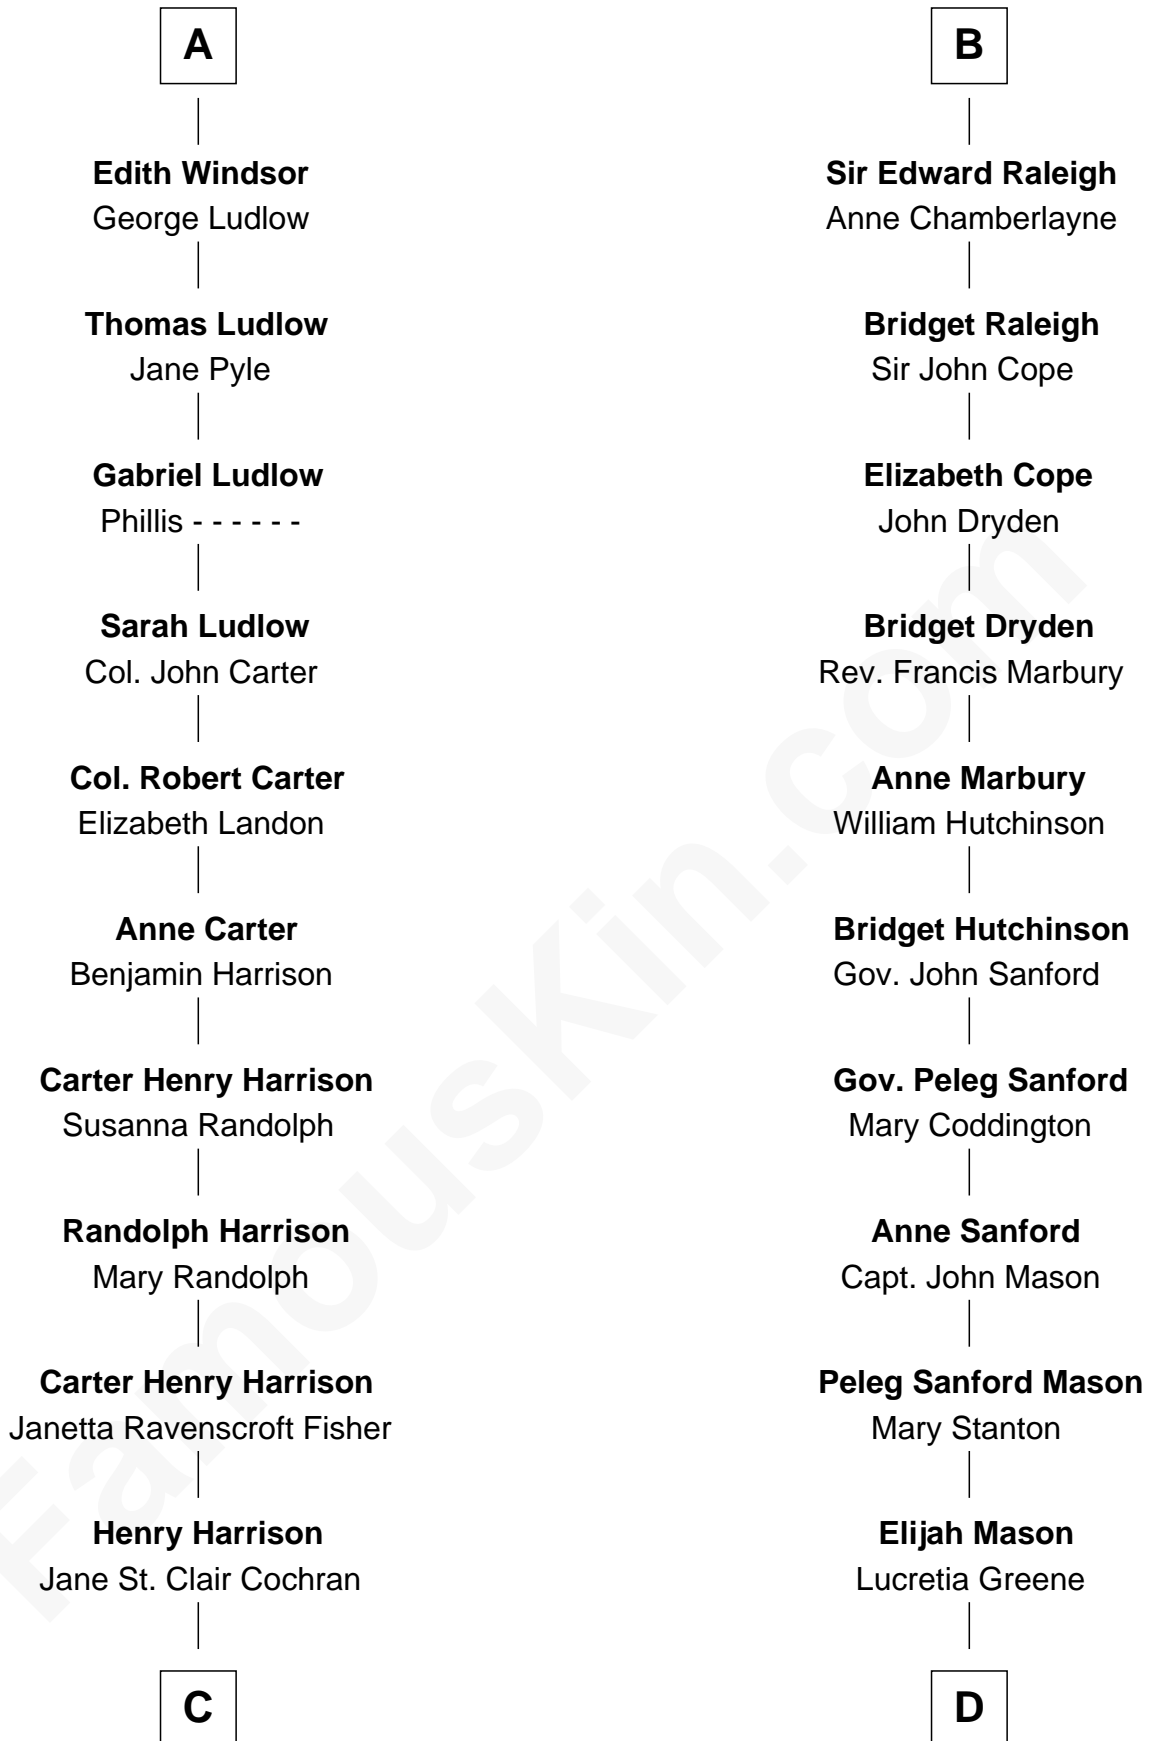 A
Edith Windsor
George Ludlow
Thomas Ludlow
Jane Pyle
Gabriel Ludlow
Phillis - - - - - -
Sarah Ludlow
Col. John Carter
Col. Robert Carter
Elizabeth Landon
Anne Carter
Benjamin Harrison
Carter Henry Harrison
Susanna Randolph
Randolph Harrison
Mary Randolph
Carter Henry Harrison
Janetta Ravenscroft Fisher
Henry Harrison
Jane St. Clair Cochran
C
B
Sir Edward Raleigh
Anne Chamberlayne
Bridget Raleigh
Sir John Cope
Elizabeth Cope
John Dryden
Bridget Dryden
Rev. Francis Marbury
Anne Marbury
William Hutchinson
Bridget Hutchinson
Gov. John Sanford
Gov. Peleg Sanford
Mary Coddington
Anne Sanford
Capt. John Mason
Peleg Sanford Mason
Mary Stanton
Elijah Mason
Lucretia Greene
D
FamousKin.com